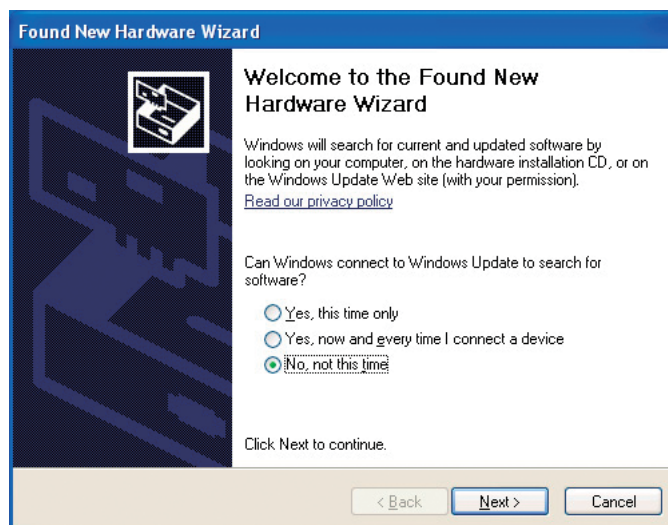 Found New Hardware Wizard
Welcome to the Found New
Hardware Wizard
Windows will search for current and updated software by
looking on your computer, on the hardware installation CD, or on
the Windows Update Web site (with your permission).
Read our privacy policy
Can Windows connect to Windows Update to search for
software?
Yes, this time only
Yes, now and every time I connect a device
No, not this time
Click Next to continue.
< Back
Next >
Cancel